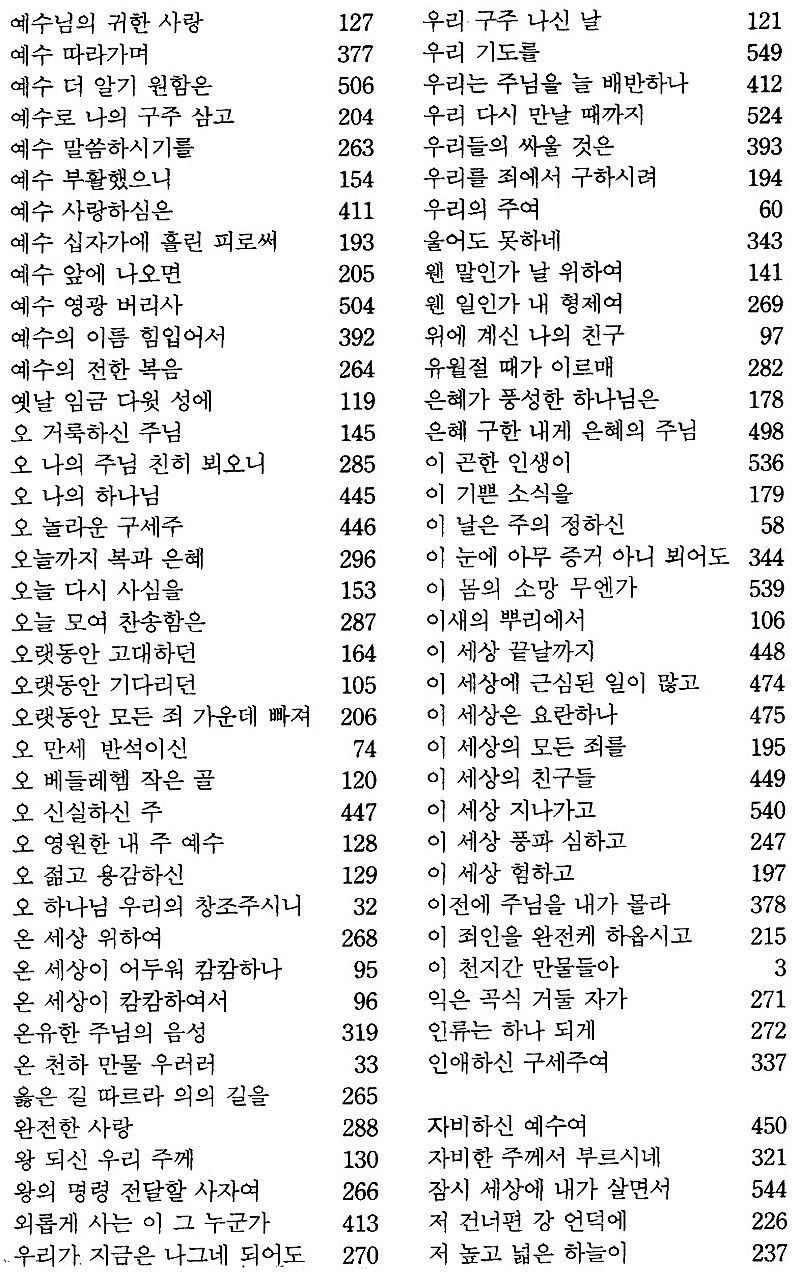 예수님의 귀한 사랑 127
예수 따라가며 377
예수 더 알기 원함은 506
예수로 나의 구주 삼고 204
예수 말씀하시기를 263
예수 부활했으니 154
예수 사랑하심은 411
예수 십자가에 흘린 피로써 193
예수 앞에 나오면 205
예수 영광 버리사 504
예수의 이름 힘입어서 392
예수의 전한 복음 264
옛날 임금 다윗 성에 119
오 거룩하신 주님 145
오 나의 주님 친히 뵈오니 285
오 나의 하나님 445
오 놀라운 구세주 446
오늘까지 복과 은혜 296
오늘 다시 사심을 153
오늘 모여 찬송함은 287
오랫동안 고대하던 164
오랫동안 기다리던 105
오랫동안 모든 죄 가운데 빠져 206
오 만세 반석이신 74
오 베들레헴 작은 골 120
오 신실하신 주 447
오 영원한 내 주 예수 128
오 젊고 용감하신 129
오 하나님 우리의 창조주시니 32
온 세상 위하여 268
온 세상이 어두워 캄캄하나 95
온 세상이 캄캄하여서 96
온유한 주님의 음성 319
온 천하 만물 우러러 33
옳은 길 따르라 의의 길을 265
완전한 사랑 288
왕 되신 우리 주께 130
왕의 명령 전달할 사자여 266
외롭게 사는 이 그 누군가 413
우리가 지금은 나그네 되어도 270
우리 구주 나신 날 121
우리 기도를 549
우리는 주님을 늘 배반하나 412
우리 다시 만날 때까지 524
우리들의 싸울 것은 393
우리를 죄에서 구하시려 194
우리의 주여 60
울어도 못하네 343
웬 말인가 날 위하여 141
웬 일인가 내 형제여 269
위에 계신 나의 친구 97
유월절 때가 이르매 282
은혜가 풍성한 하나님은 178
은혜 구한 내게 은혜의 주님 498
이 곤한 인생이 536
이 기쁜 소식을 179
이 날은 주의 정하신 58
이 눈에 아무 증거 아니 뵈어도 344
이 몸의 소망 무엔가 539
이새의 뿌리에서 106
이 세상 끝날까지 448
이 세상에 근심된 일이 많고 474
이 세상은 요란하나 475
이 세상의 모든 죄를 195
이 세상의 친구들 449
이 세상 지나가고 540
이 세상 풍파 심하고 247
이 세상 험하고 197
이전에 주님을 내가 몰라 378
이 죄인을 완전케 하옵시고 215
이 천지간 만물들아 3
익은 곡식 거둘 자가 271
인류는 하나 되게 272
인애하신 구세주여 337
자비하신 예수여 450
자비한 주께서 부르시네 321
잠시 세상에 내가 살면서 544
저 건너편 강 언덕에 226
저 높고 넓은 하늘이 237